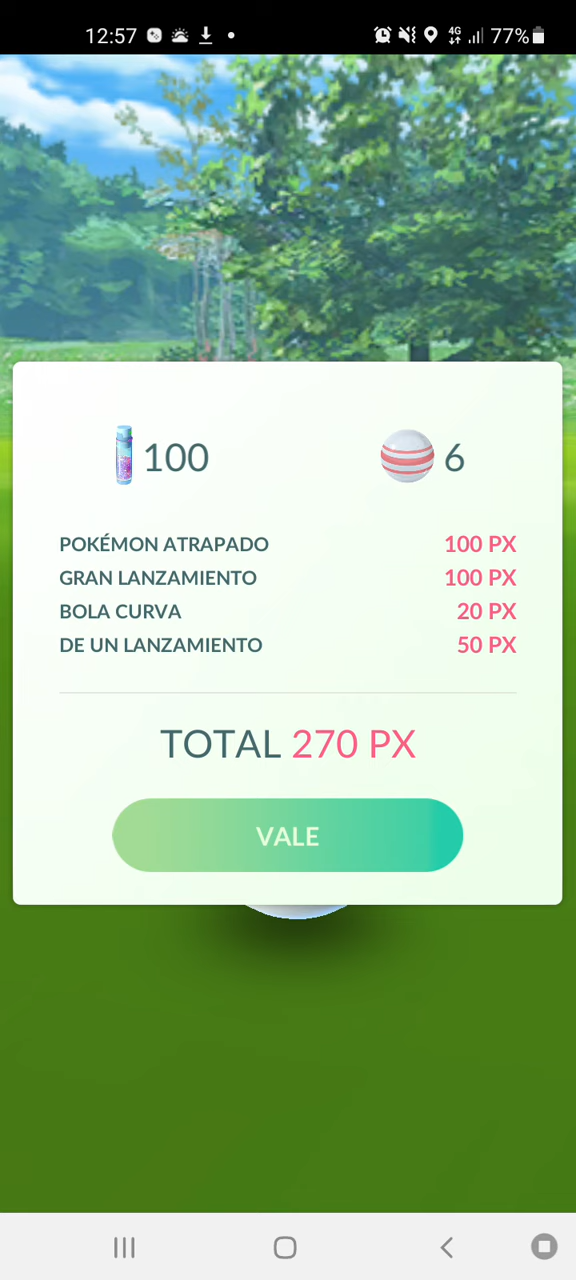 12:57 4G 77%
100 6
POKÉMON ATRAPADO 100 PX
GRAN LANZAMIENTO 100 PX
BOLA CURVA 20 PX
DE UN LANZAMIENTO 50 PX
TOTAL 270 PX
VALE